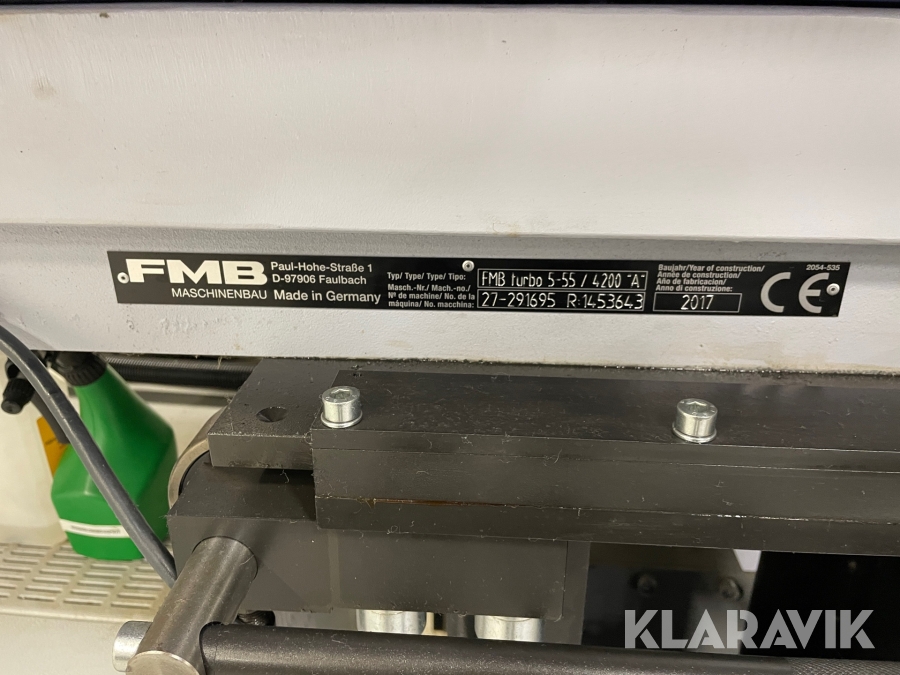 FMB
MASCHINENBAU
Paul-Hohe-Straße 1
D-97906 Faulbach
Made in Germany
Typ/Type/Type/Tipo:
FMB turbo 5-55 / 4200 "A"
Masch.-Nr./ Mach.-no./
Nº de machine/ No. de la
máquina/ No. macchina:
27-291695 R:1453643
Baujahr/Year of construction/
Année de construction/
Año de fabricacion/
Anno di construzione:
2017
CE
2054-535
KLARAVIK